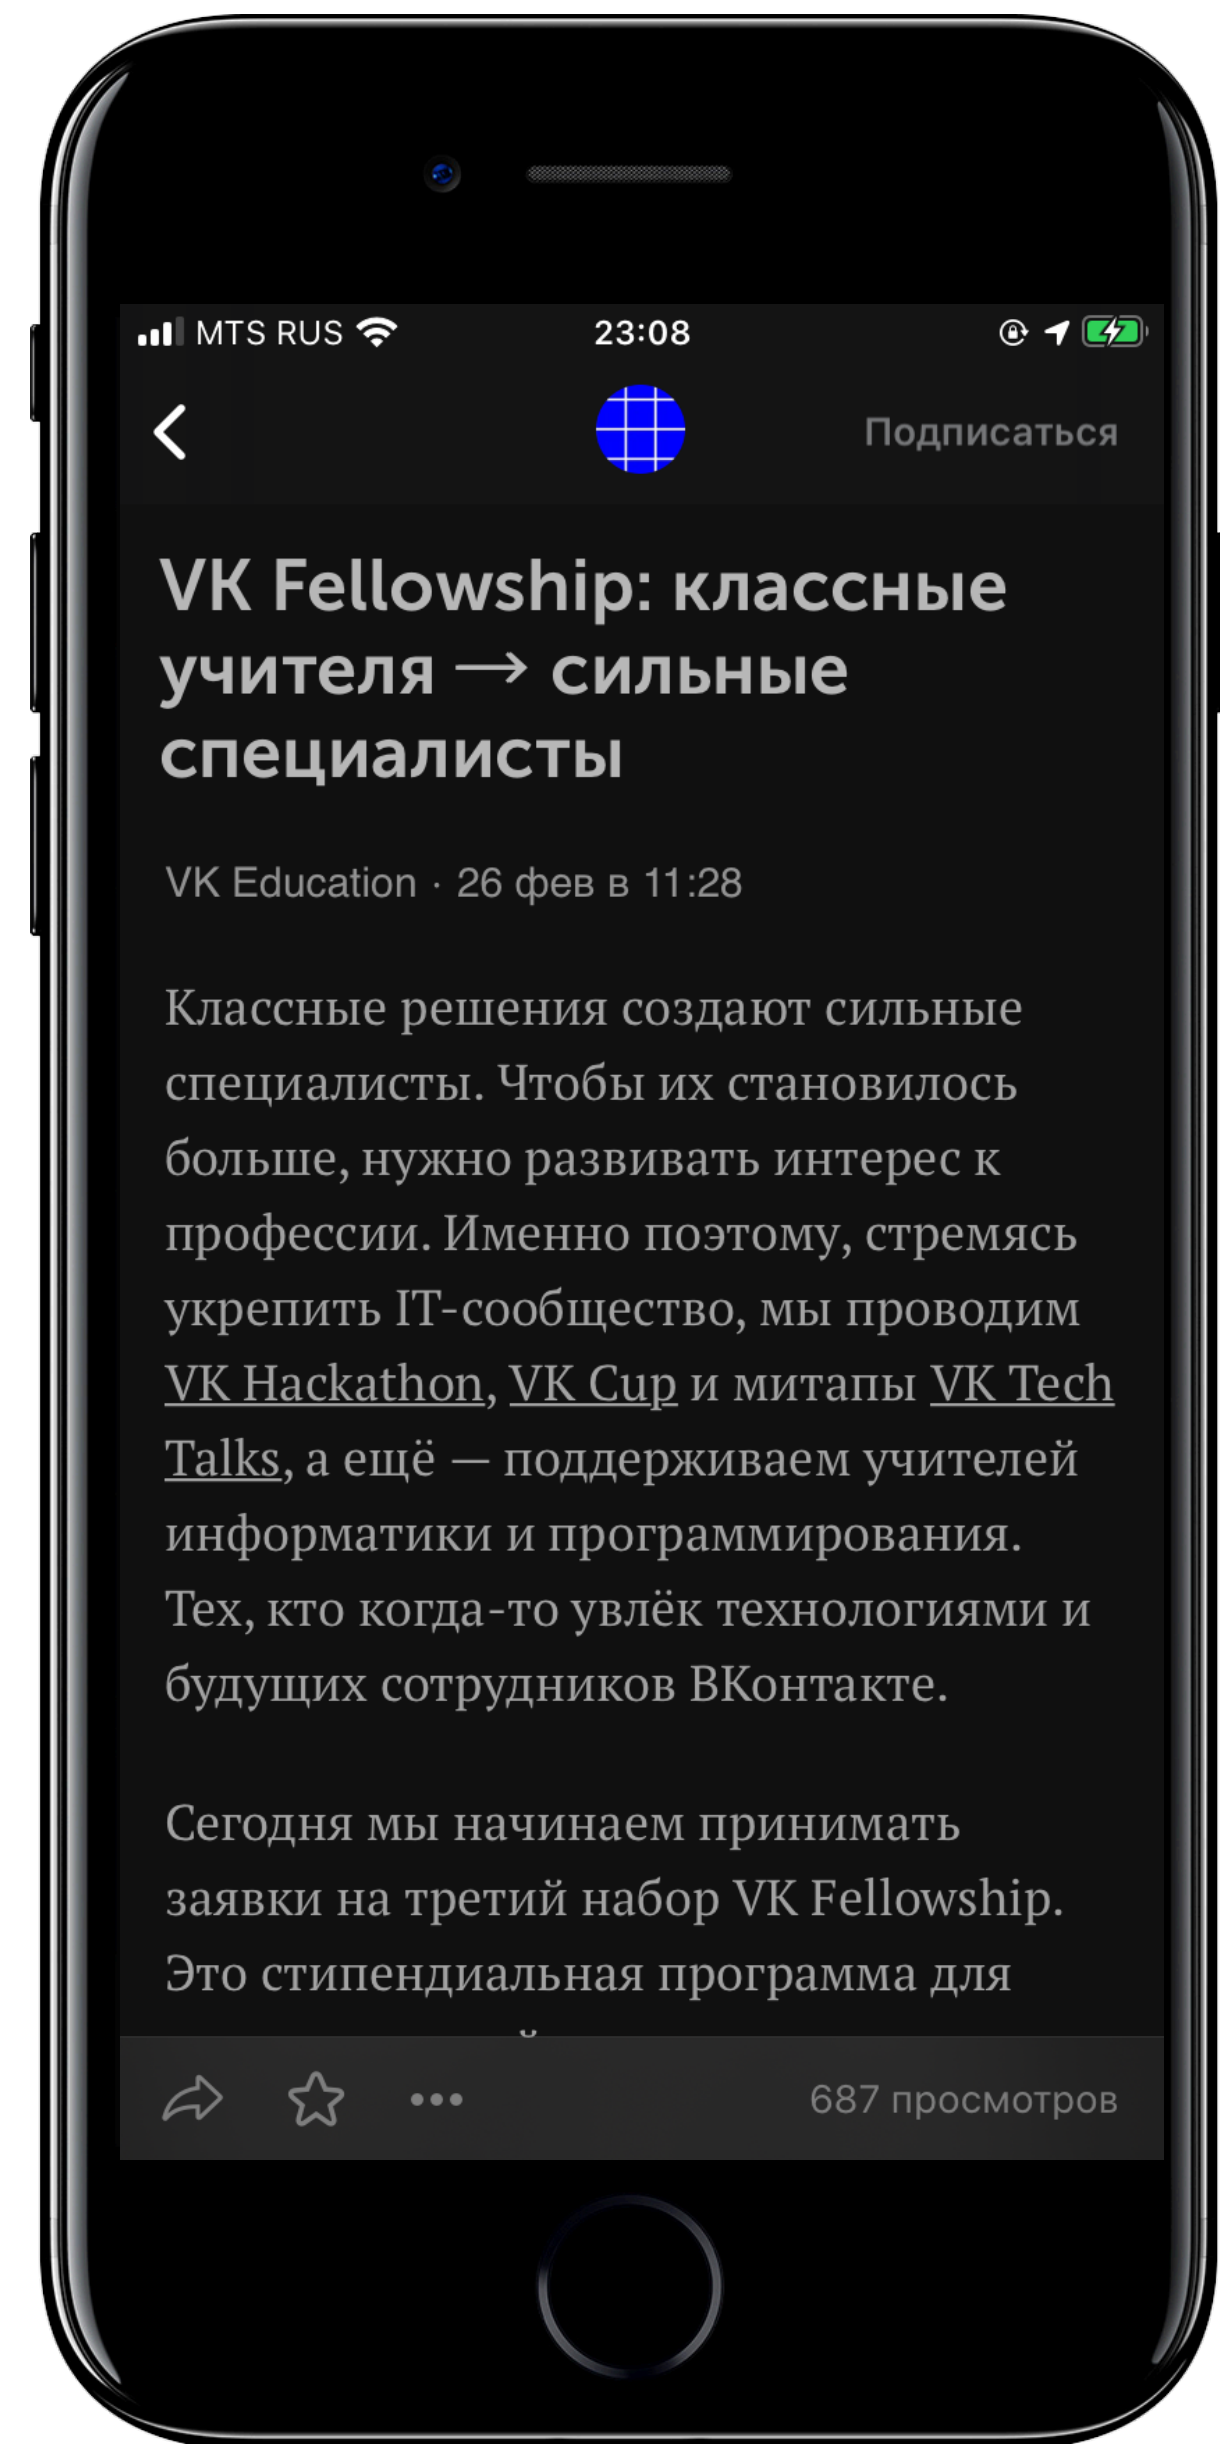 MTS RUS
23:08
Подписаться
VK Fellowship: классные
учителя → сильные
специалисты
VK Education · 26 фев в 11:28
Классные решения создают сильные
специалисты. Чтобы их становилось
больше, нужно развивать интерес к
профессии. Именно поэтому, стремясь
укрепить IT-сообщество, мы проводим
VK Hackathon, VK Cup и митапы VK Tech
Talks, а ещё — поддерживаем учителей
информатики и программирования.
Тех, кто когда-то увлёк технологиями и
будущих сотрудников ВКонтакте.
Сегодня мы начинаем принимать
заявки на третий набор VK Fellowship.
Это стипендиальная программа для
687 просмотров